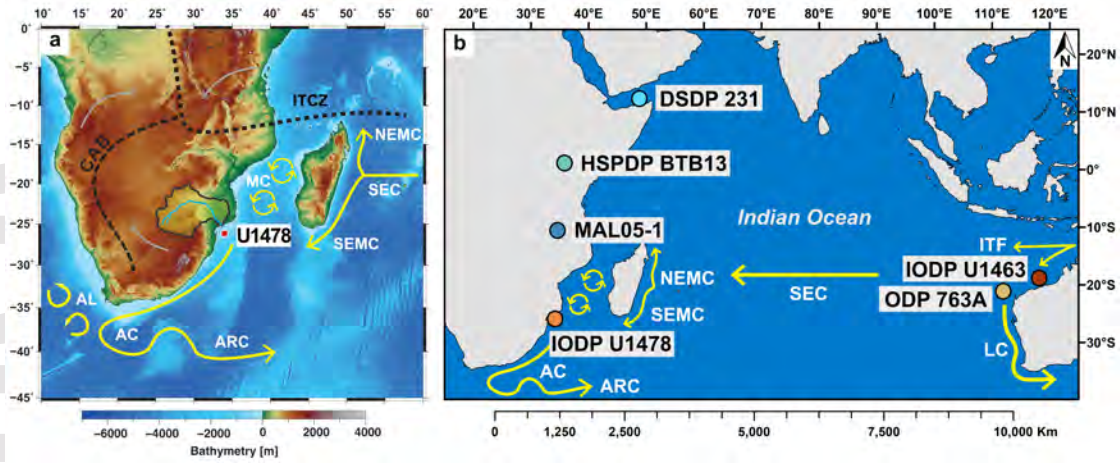 10 15 20 25 30 35 40 45 50 55 60
a
0°
−5°
−10°
−15°
−20°
−25°
−30°
−35°
−40°
−45°
ITCZ
CAB
NEMC
MC
SEC
SEMC
U1478
AL
AC
ARC
−6000 −4000 −2000 0 2000 4000
Bathymetry [m]
20°E 30°E 40°E 50°E 60°E 70°E 80°E 90°E 100°E 110°E 120°E
b
N
20°N
10°N
0°
10°S
20°S
30°S
DSDP 231
HSPDP BTB13
MAL05-1
Indian Ocean
ITF
IODP U1463
ODP 763A
NEMC
SEC
SEMC
LC
IODP U1478
AC
ARC
0 1,250 2,500 5,000 7,500 10,000 Km